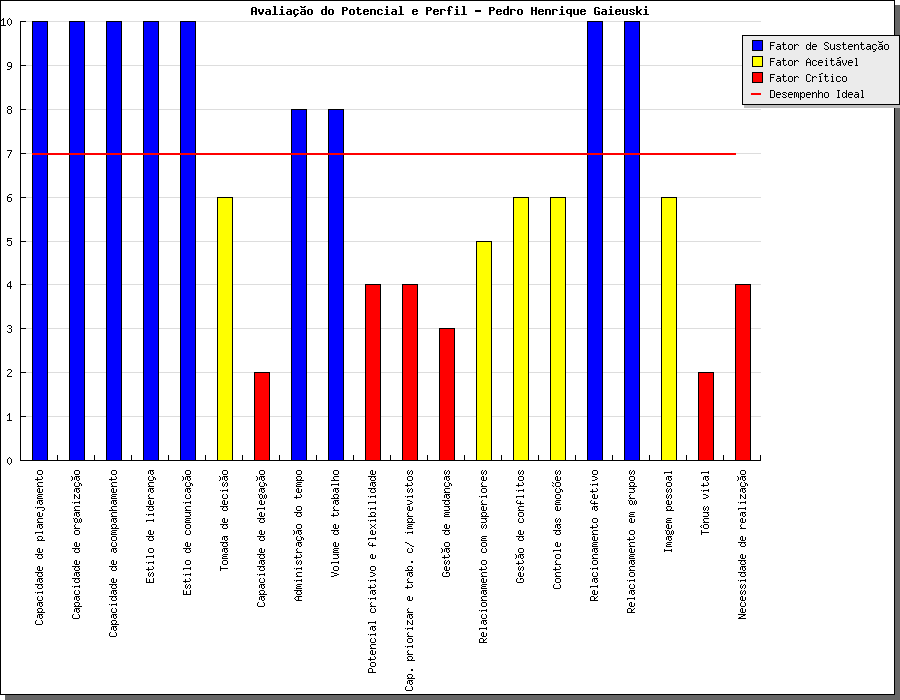 Avaliação do Potencial e Perfil - Pedro Henrique Gaieuski
Fator de Sustentação
Fator Aceitável
Fator Crítico
Desempenho Ideal
10
9
8
7
6
5
4
3
2
1
0
Capacidade de planejamento
Capacidade de organização
Capacidade de acompanhamento
Estilo de liderança
Estilo de comunicação
Tomada de decisão
Capacidade de delegação
Administração do tempo
Volume de trabalho
Potencial criativo e flexibilidade
Cap. priorizar e trab. c/ imprevistos
Gestão de mudanças
Relacionamento com superiores
Gestão de conflitos
Controle das emoções
Relacionamento afetivo
Relacionamento em grupos
Imagem pessoal
Tônus vital
Necessidade de realização